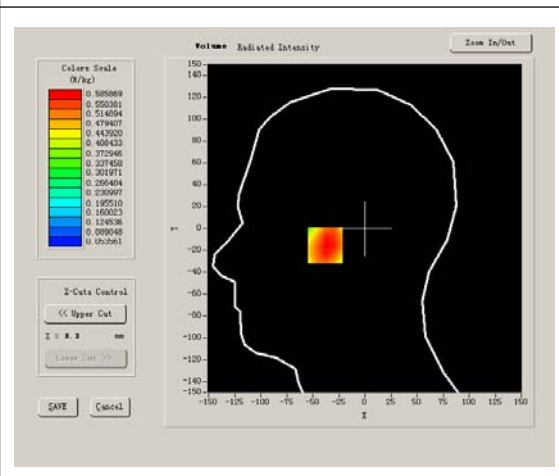 Volume Radiated Intensity
Zoom In/Out
Colors Scale
(W/kg)
0.585869
0.550381
0.514894
0.479407
0.443920
0.408433
0.372946
0.337458
0.301971
0.266484
0.230997
0.195510
0.160023
0.124536
0.089048
0.053561
Z-Cuts Control
<< Upper Cut
Lower Cut >>
SAVE
Cancel
150
140
120
100
80
60
40
20
0
-20
-40
-60
-80
-100
-120
-140
-150
Y
-150 -125 -100 -75 -50 -25 0 25 50 75 100 125 150
X